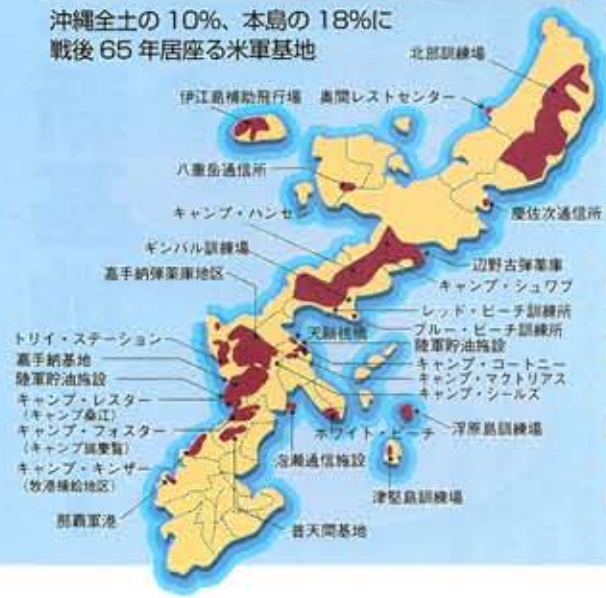 沖縄全土の10%、本島の18%に
戦後65年居座る米軍基地
北部訓練場
伊江島補助飛行場
奥間レストセンター
八重岳通信所
キャンプ・ハンセン
慶佐次通信所
ギンバル訓練場
辺野古弾薬庫
嘉手納弾薬庫地区
キャンプ・シュワブ
レッド・ビーチ訓練所
ブルー・ビーチ訓練所
天願桟橋
トリイ・ステーション
陸軍貯油施設
嘉手納基地
キャンプ・コートニー
陸軍貯油施設
キャンプ・マクトリアス
キャンプ・レスター
(キャンプ桑江)
キャンプ・シールズ
キャンプ・フォスター
(キャンプ瑞慶覧)
ホワイト・ビーチ
浮原島訓練場
キャンプ・キンザー
(牧港補給地区)
泡瀬通信施設
津堅島訓練場
那覇軍港
普天間基地